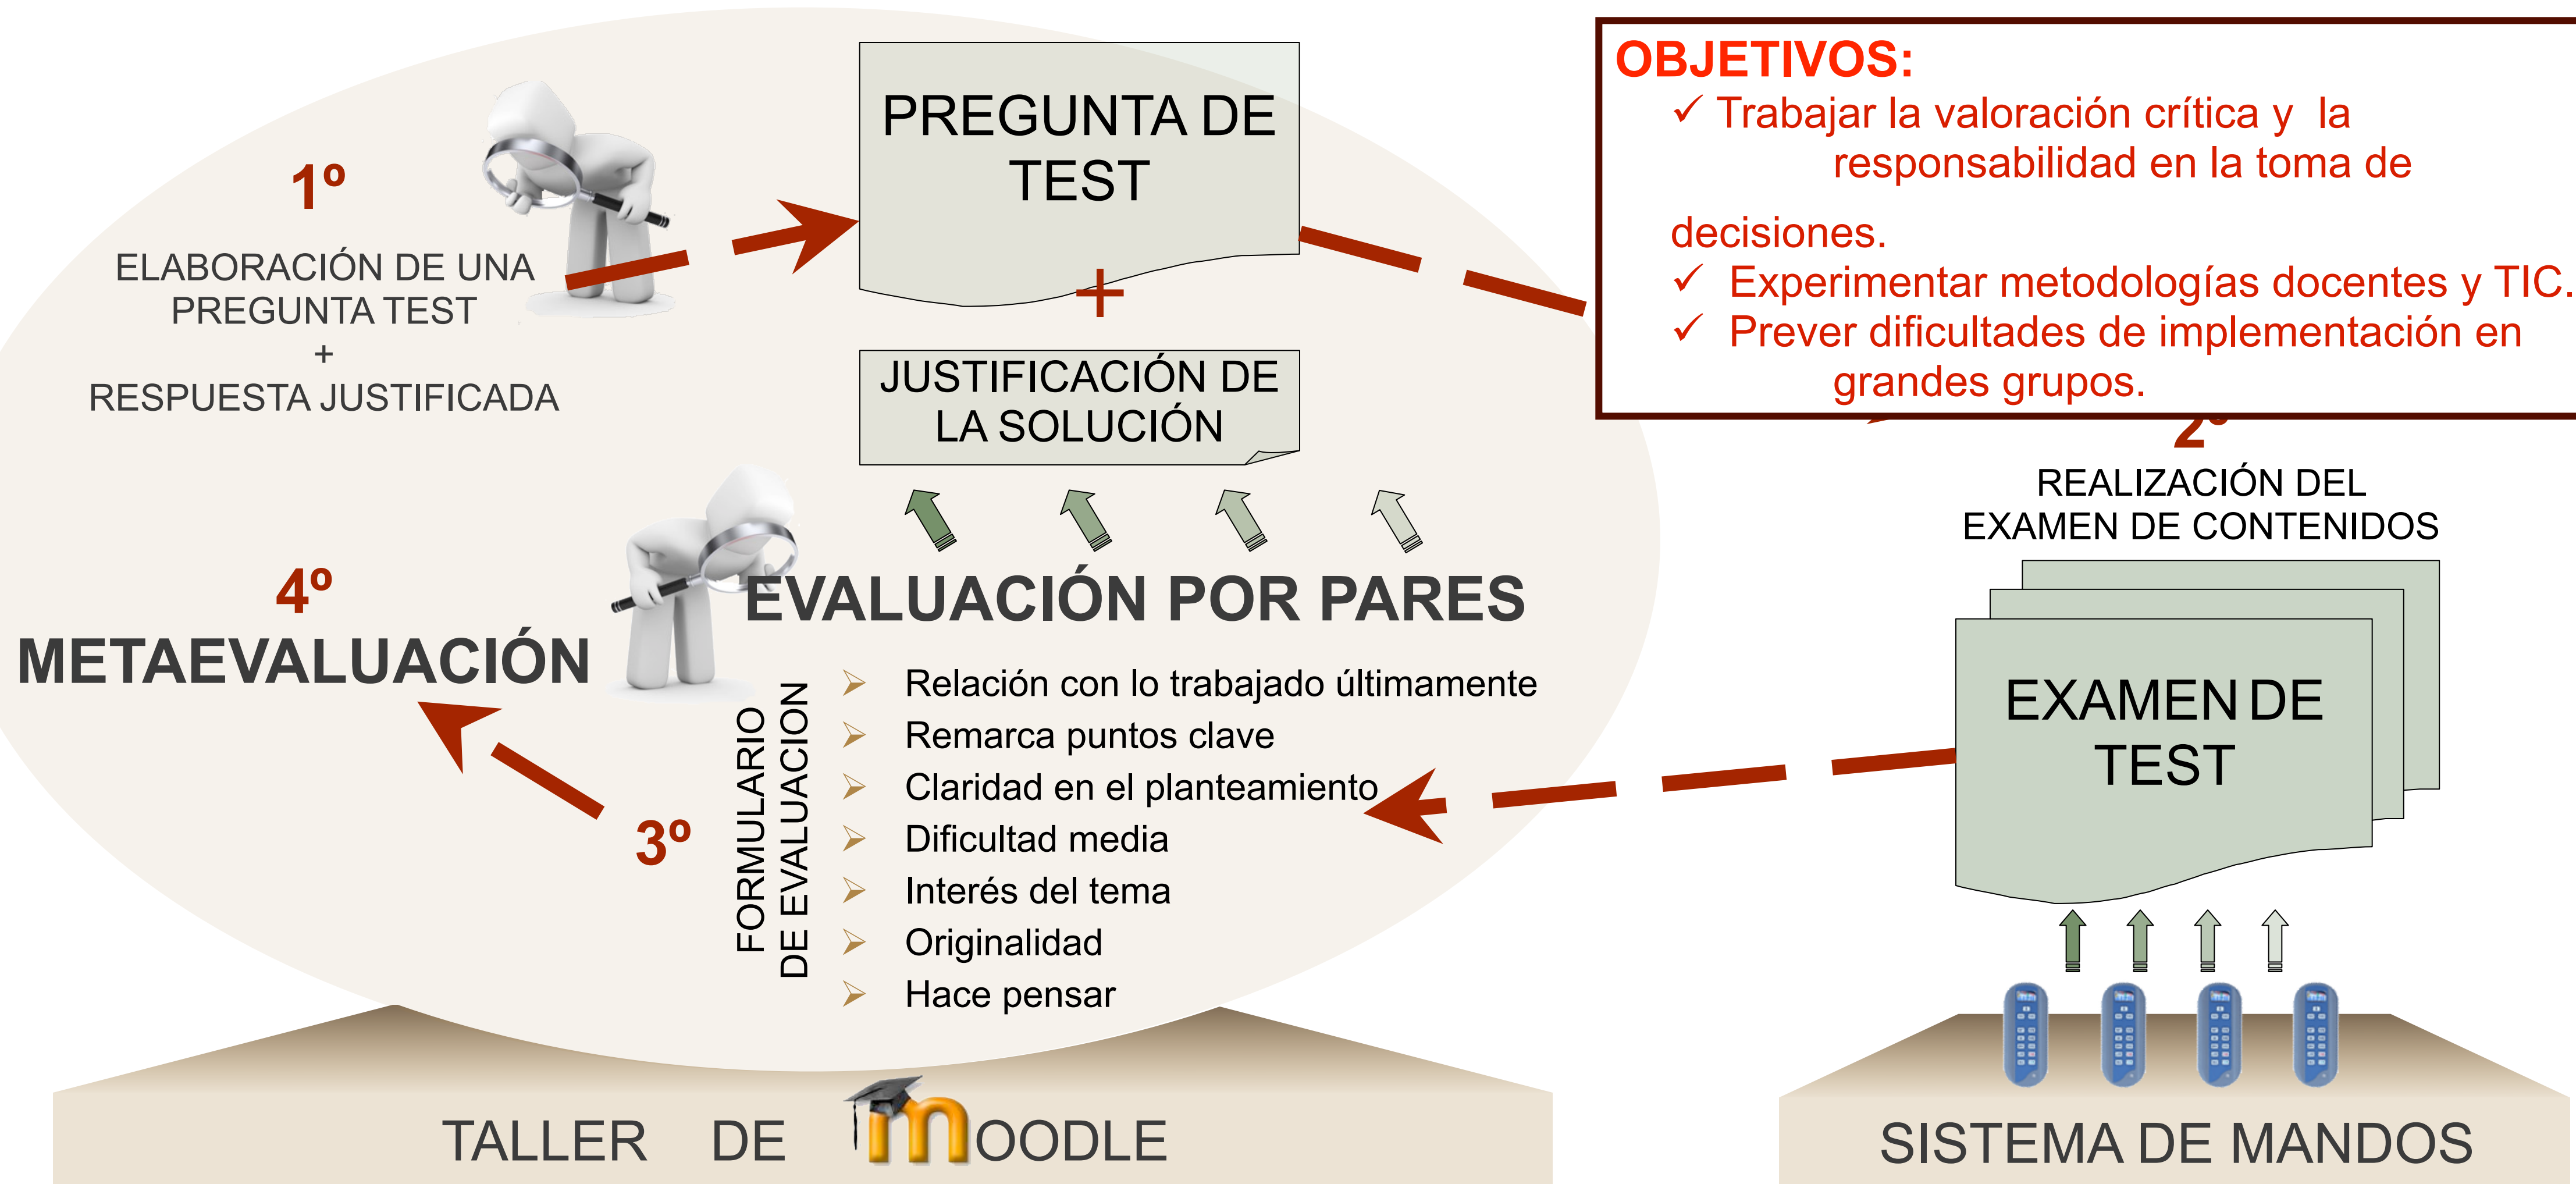 1º
ELABORACIÓN DE UNA
PREGUNTA TEST
+
RESPUESTA JUSTIFICADA
PREGUNTA DE
TEST
+
JUSTIFICACIÓN DE
LA SOLUCIÓN
OBJETIVOS:
✓ Trabajar la valoración crítica y la
responsabilidad en la toma de
decisiones.
✓ Experimentar metodologías docentes y TIC.
✓ Prever dificultades de implementación en
grandes grupos.
2º
REALIZACIÓN DEL
EXAMEN DE CONTENIDOS
EXAMEN DE
TEST
SISTEMA DE MANDOS
EVALUACIÓN POR PARES
3º
FORMULARIO
DE EVALUACION
Relación con lo trabajado últimamente
Remarca puntos clave
Claridad en el planteamiento
Dificultad media
Interés del tema
Originalidad
Hace pensar
4º
METAEVALUACIÓN
TALLER DE mOODLE